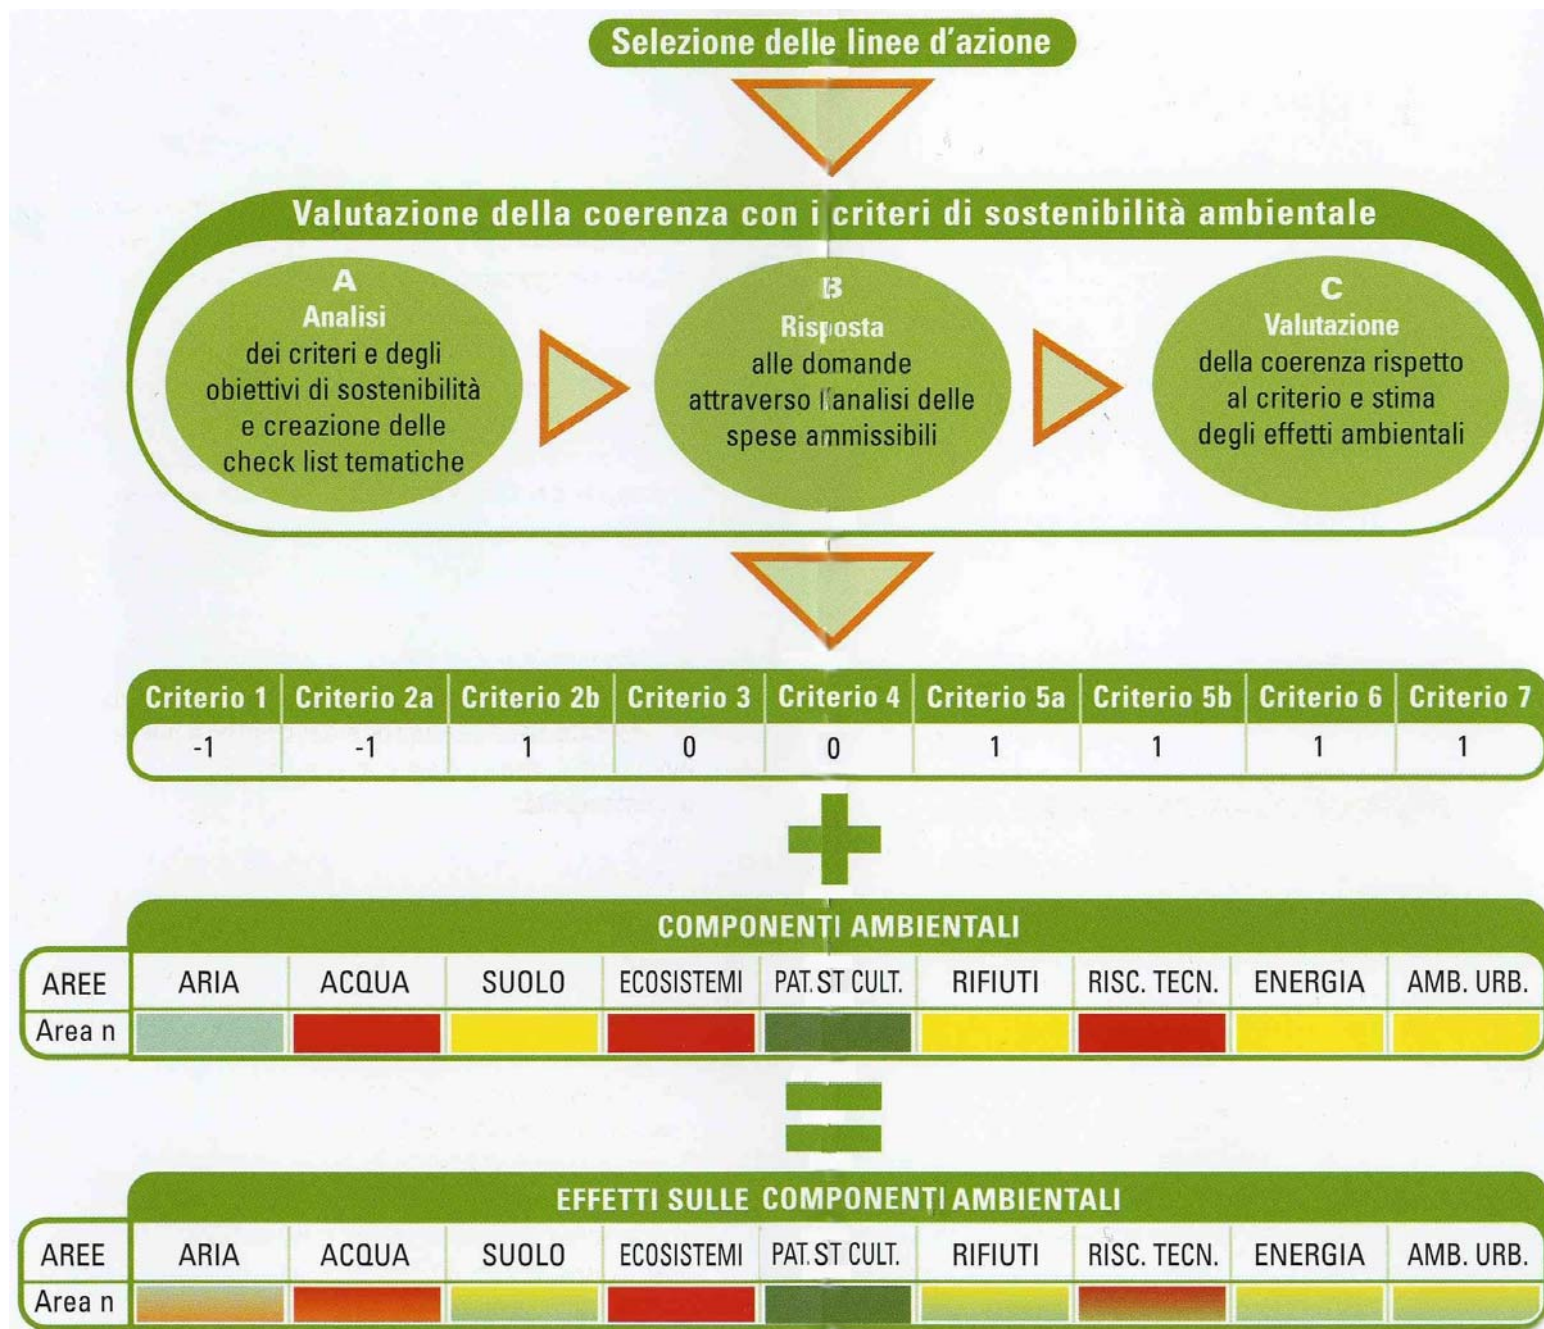 Selezione delle linee d'azione
Valutazione della coerenza con i criteri di sostenibilità ambientale
A
Analisi
dei criteri e degli
obiettivi di sostenibilità
e creazione delle
check list tematiche
B
Risposta
alle domande
attraverso l'analisi delle
spese ammissibili
C
Valutazione
della coerenza rispetto
al criterio e stima
degli effetti ambientali
Criterio 1 Criterio 2a Criterio 2b Criterio 3 Criterio 4 Criterio 5a Criterio 5b Criterio 6 Criterio 7
-1 -1 1 0 0 1 1 1 1
COMPONENTI AMBIENTALI
AREE ARIA ACQUA SUOLO ECOSISTEMI PAT. ST CULT. RIFIUTI RISC. TECN. ENERGIA AMB. URB.
Area n
EFFETTI SULLE COMPONENTI AMBIENTALI
AREE ARIA ACQUA SUOLO ECOSISTEMI PAT. ST CULT. RIFIUTI RISC. TECN. ENERGIA AMB. URB.
Area n